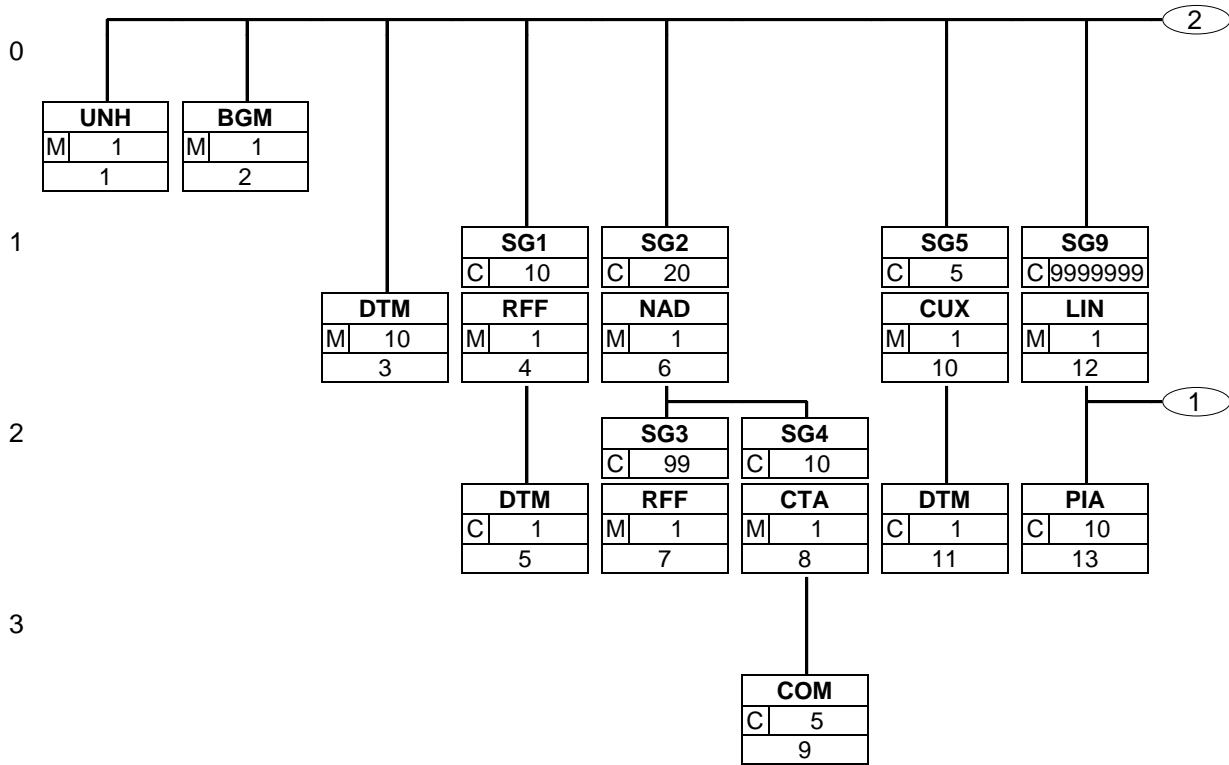 2
0
UNH BGM
M 1 M 1
1 2
1
SG1 SG2 SG5 SG9
C 10 C 20 C 5 C 9999999
DTM RFF NAD CUX LIN
M 10 M 1 M 1 M 1 M 1
3 4 6 10 12
1
2
SG3 SG4
C 99 C 10
DTM RFF CTA DTM PIA
C 1 M 1 M 1 C 1 C 10
5 7 8 11 13
3
COM
C 5
9